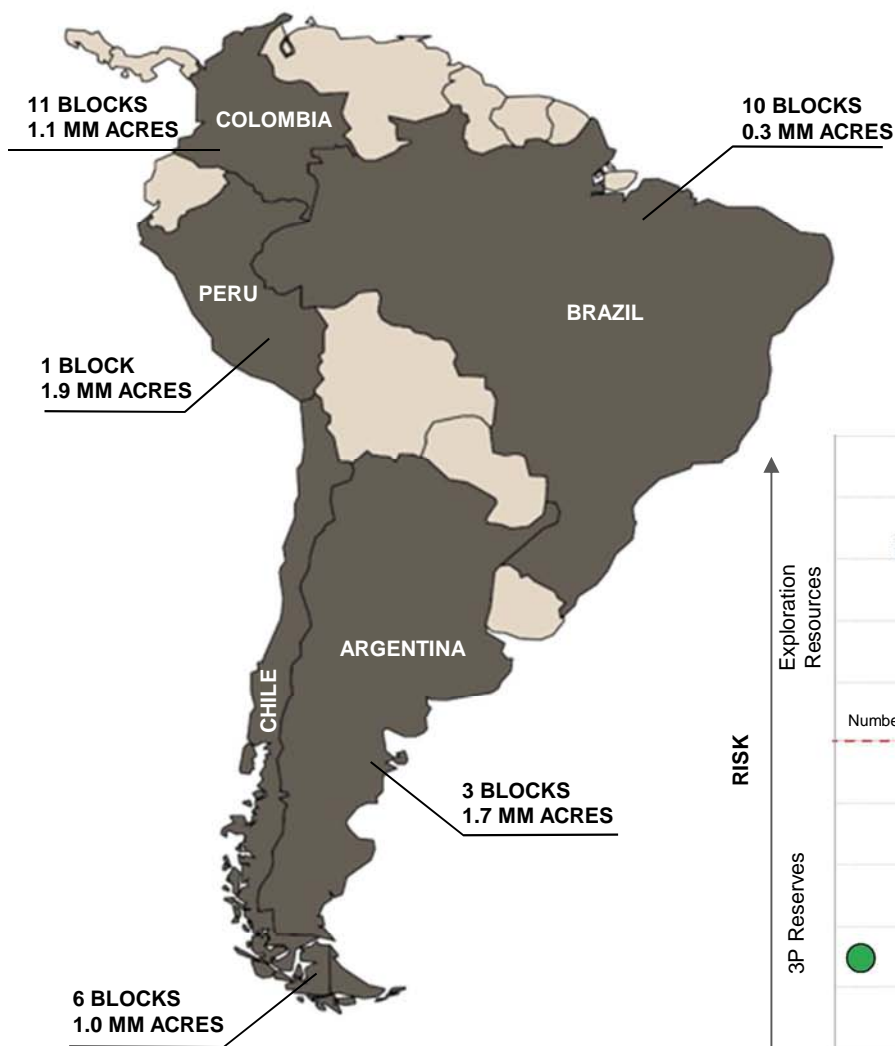 11 BLOCKS
1.1 MM ACRES
COLOMBIA
10 BLOCKS
0.3 MM ACRES
PERU
BRAZIL
1 BLOCK
1.9 MM ACRES
ARGENTINA
CHILE
3 BLOCKS
1.7 MM ACRES
6 BLOCKS
1.0 MM ACRES
RISK
Exploration
Resources
3P Reserves